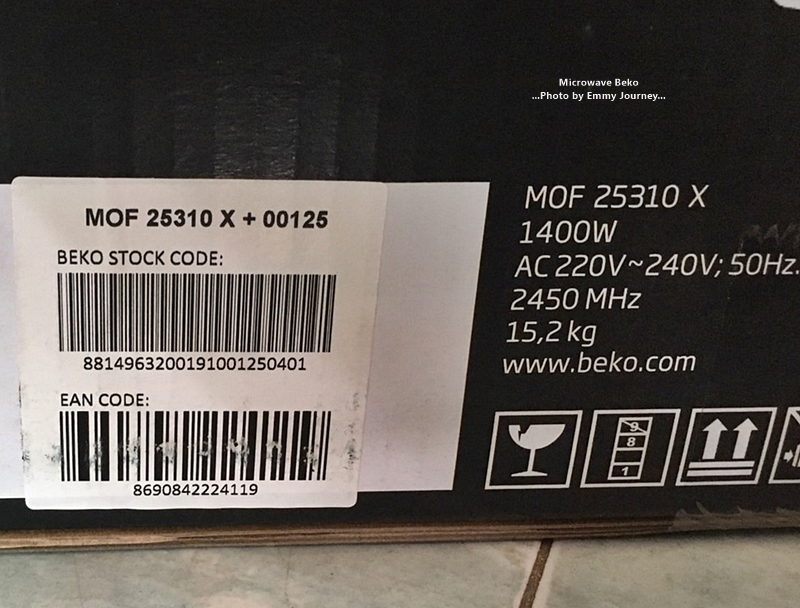 Microwave Beko
...Photo by Emmy Journey...
MOF 25310 X + 00125
BEKO STOCK CODE:
8814963200191001250401
EAN CODE:
8690842224119
MOF 25310 X
1400W
AC 220V~240V; 50Hz.
2450 MHz
15,2 kg
www.beko.com
9
8
1